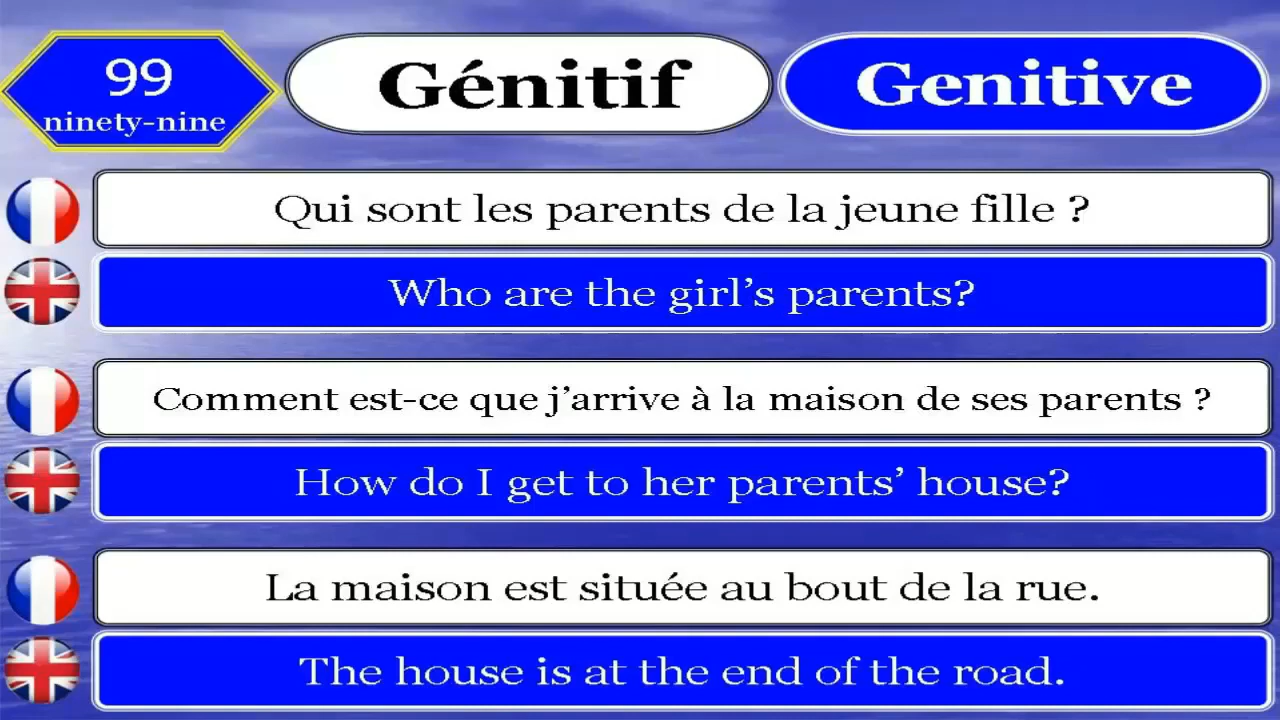 99
ninety-nine
Génitif
Genitive
Qui sont les parents de la jeune fille ?
Who are the girl’s parents?
Comment est-ce que j’arrive à la maison de ses parents ?
How do I get to her parents’ house?
La maison est située au bout de la rue.
The house is at the end of the road.